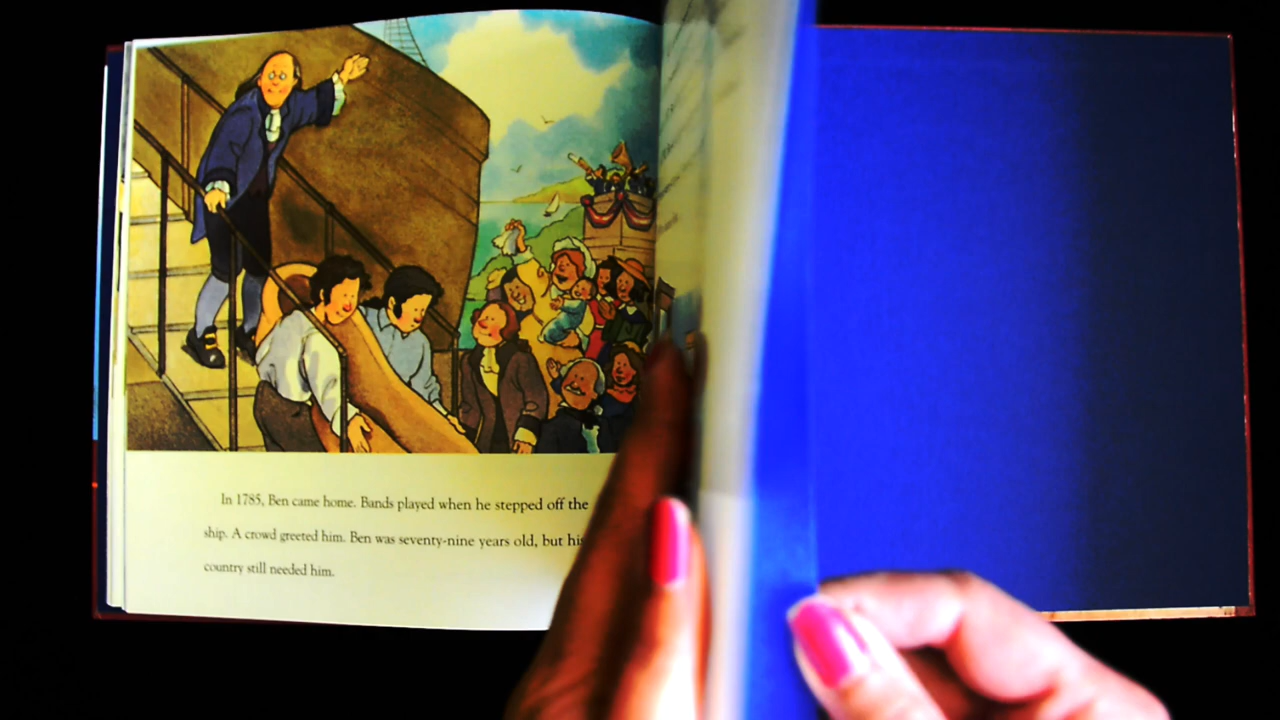 In 1785, Ben came home. Bands played when he stepped off the
ship. A crowd greeted him. Ben was seventy-nine years old, but his
country still needed him.